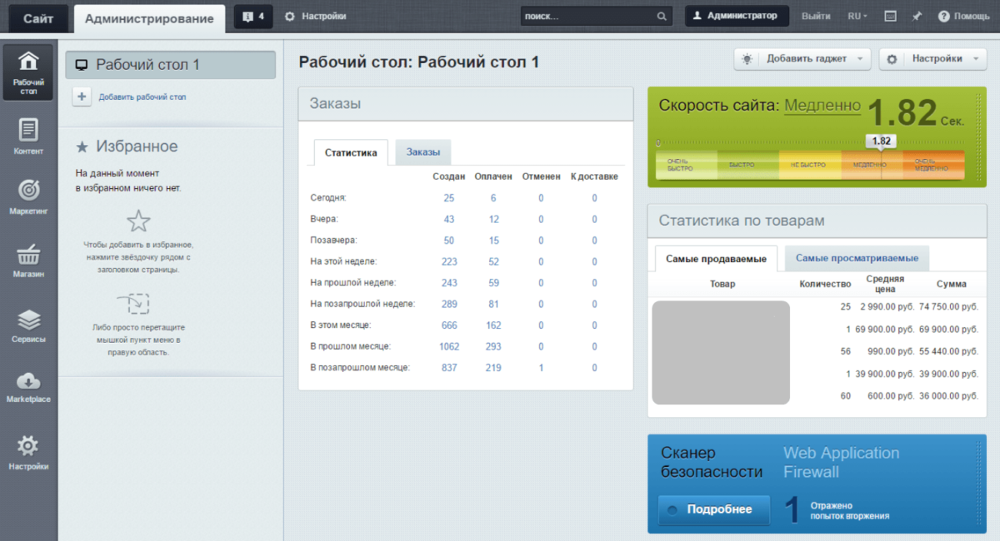 Сайт
Администрирование
4
Настройки
поиск...
Администратор
Выйти
RU
Помощь
Рабочий
стол
Контент
Маркетинг
Магазин
Сервисы
Marketplace
Настройки
Рабочий стол 1
Добавить рабочий стол
Избранное
На данный момент
в избранном ничего нет.
Чтобы добавить в избранное,
нажмите звёздочку рядом с
заголовком страницы.
Либо просто перетащите
мышкой пункт меню в
правую область.
Рабочий стол: Рабочий стол 1
Добавить гаджет
Настройки
Заказы
Статистика
Заказы
Создан Оплачен Отменен К доставке
Сегодня: 25 6 0 0
Вчера: 43 12 0 0
Позавчера: 50 15 0 0
На этой неделе: 223 52 0 0
На прошлой неделе: 243 59 0 0
На позапрошлой неделе: 289 81 0 0
В этом месяце: 666 162 0 0
В прошлом месяце: 1062 293 0 0
В позапрошлом месяце: 837 219 1 0
Скорость сайта: Медленно 1.82 Сек.
0
1.82
ОЧЕНЬ
БЫСТРО
БЫСТРО
НЕ БЫСТРО
МЕДЛЕННО
ОЧЕНЬ
МЕДЛЕННО
Статистика по товарам
Самые продаваемые
Самые просматриваемые
Товар Количество Средняя
цена Сумма
25 2 990.00 руб. 74 750.00 руб.
1 69 900.00 руб. 69 900.00 руб.
56 990.00 руб. 55 440.00 руб.
1 39 900.00 руб. 39 900.00 руб.
60 600.00 руб. 36 000.00 руб.
Сканер
безопасности
Web Application
Firewall
Подробнее
1
Отражено
попыток вторжения